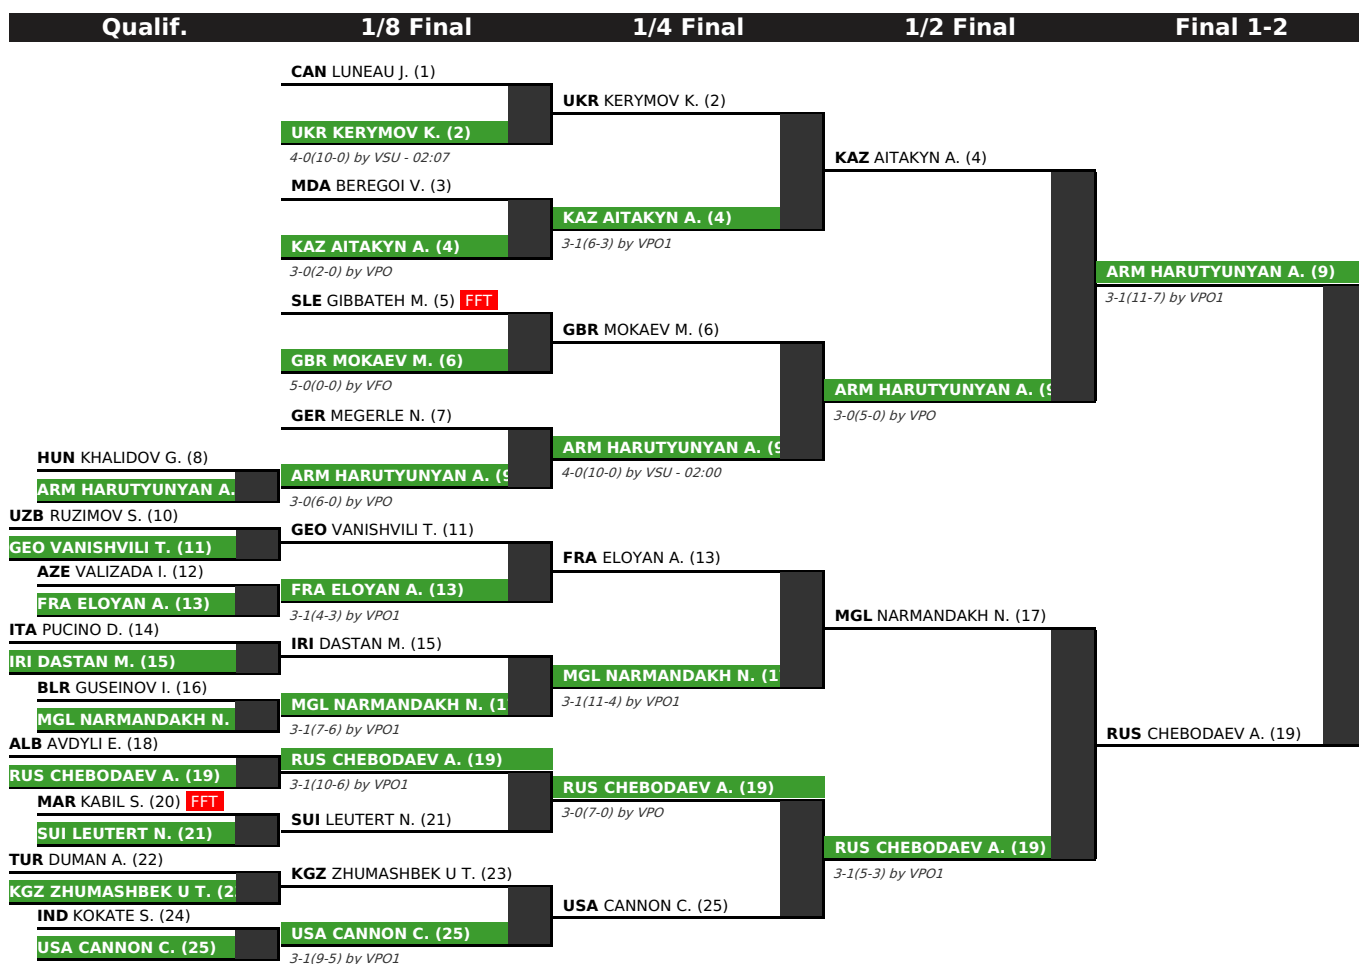 Qualif.
1/8 Final
1/4 Final
1/2 Final
Final 1-2
CAN LUNEAU J. (1)
UKR KERYMOV K. (2)
4-0(10-0) by VSU - 02:07
MDA BEREGOI V. (3)
KAZ AITAKYN A. (4)
3-0(2-0) by VPO
SLE GIBBATEH M. (5) FFT
GBR MOKAEV M. (6)
5-0(0-0) by VFO
GER MEGERLE N. (7)
HUN KHALIDOV G. (8)
ARM HARUTYUNYAN A.
ARM HARUTYUNYAN A. (9
3-0(6-0) by VPO
UZB RUZIMOV S. (10)
GEO VANISHVILI T. (11)
GEO VANISHVILI T. (11)
AZE VALIZADA I. (12)
FRA ELOYAN A. (13)
FRA ELOYAN A. (13)
3-1(4-3) by VPO1
ITA PUCINO D. (14)
IRI DASTAN M. (15)
IRI DASTAN M. (15)
BLR GUSEINOV I. (16)
MGL NARMANDAKH N.
MGL NARMANDAKH N. (1
3-1(7-6) by VPO1
ALB AVDYLI E. (18)
RUS CHEBODAEV A. (19)
RUS CHEBODAEV A. (19)
3-1(10-6) by VPO1
MAR KABIL S. (20) FFT
SUI LEUTERT N. (21)
SUI LEUTERT N. (21)
TUR DUMAN A. (22)
KGZ ZHUMASHBEK U T. (2
KGZ ZHUMASHBEK U T. (23)
IND KOKATE S. (24)
USA CANNON C. (25)
USA CANNON C. (25)
3-1(9-5) by VPO1
UKR KERYMOV K. (2)
KAZ AITAKYN A. (4)
3-1(6-3) by VPO1
GBR MOKAEV M. (6)
ARM HARUTYUNYAN A. (9
4-0(10-0) by VSU - 02:00
FRA ELOYAN A. (13)
MGL NARMANDAKH N. (1
3-1(11-4) by VPO1
RUS CHEBODAEV A. (19)
3-0(7-0) by VPO
USA CANNON C. (25)
KAZ AITAKYN A. (4)
ARM HARUTYUNYAN A. (9
3-0(5-0) by VPO
MGL NARMANDAKH N. (17)
RUS CHEBODAEV A. (19)
3-1(5-3) by VPO1
ARM HARUTYUNYAN A. (9)
3-1(11-7) by VPO1
RUS CHEBODAEV A. (19)